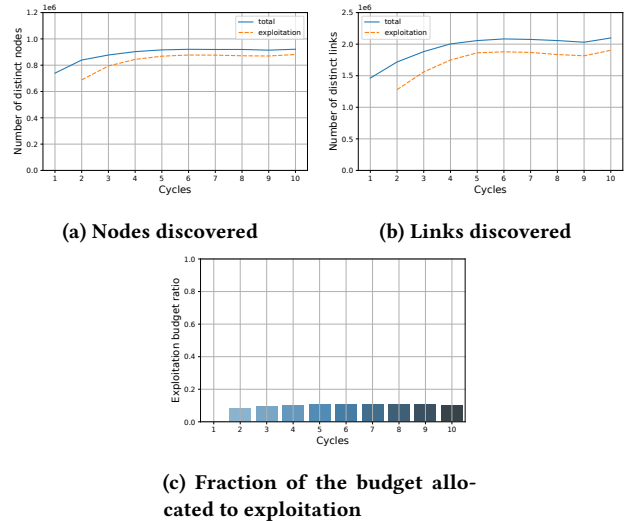 1e6
1.2
1.0
0.8
0.6
0.4
0.2
0.0
Number of distinct nodes
total
exploitation
1 2 3 4 5 6 7 8 9 10
Cycles
(a) Nodes discovered
1e6
2.5
2.0
1.5
1.0
.5
0
Number of distinct links
total
exploitation
1 2 3 4 5 6 7 8 9 10
Cycles
(b) Links discovered
1.0
0.8
0.6
0.4
0.2
0.0
Exploitation budget ratio
1 2 3 4 5 6 7 8 9 10
Cycles
(c) Fraction of the budget allo-
cated to exploitation